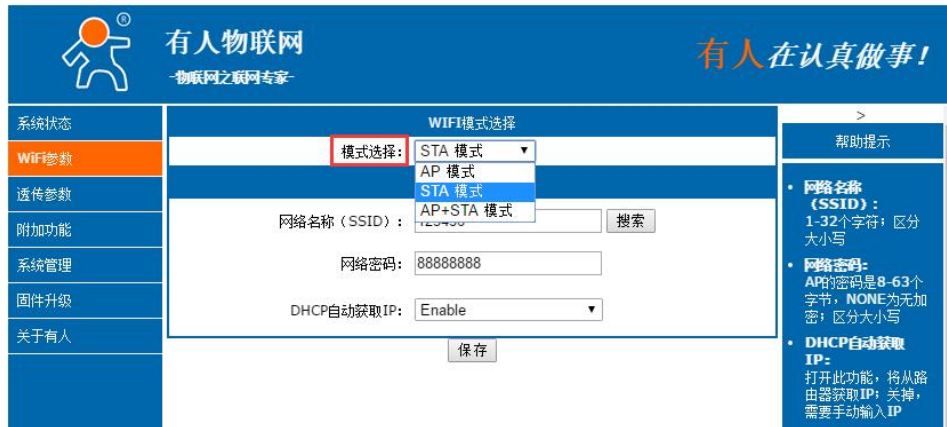 ®
有人物联网
-物联网之联网专家-
有人在认真做事!
系统状态
WiFi参数
透传参数
附加功能
系统管理
固件升级
关于有人
WIFI模式选择
模式选择: STA 模式
AP 模式
STA 模式
AP+STA 模式
网络名称(SSID): 搜索
网络密码: 88888888
DHCP自动获取IP: Enable
保存
>
帮助提示
• 网络名称
(SSID):
1-32个字符;区分
大小写
• 网络密码:
AP的密码是8-63个
字节,NONE为无加
密;区分大小写
• DHCP自动获取
IP:
打开此功能,将从路
由器获取IP;关掉,
需要手动输入IP